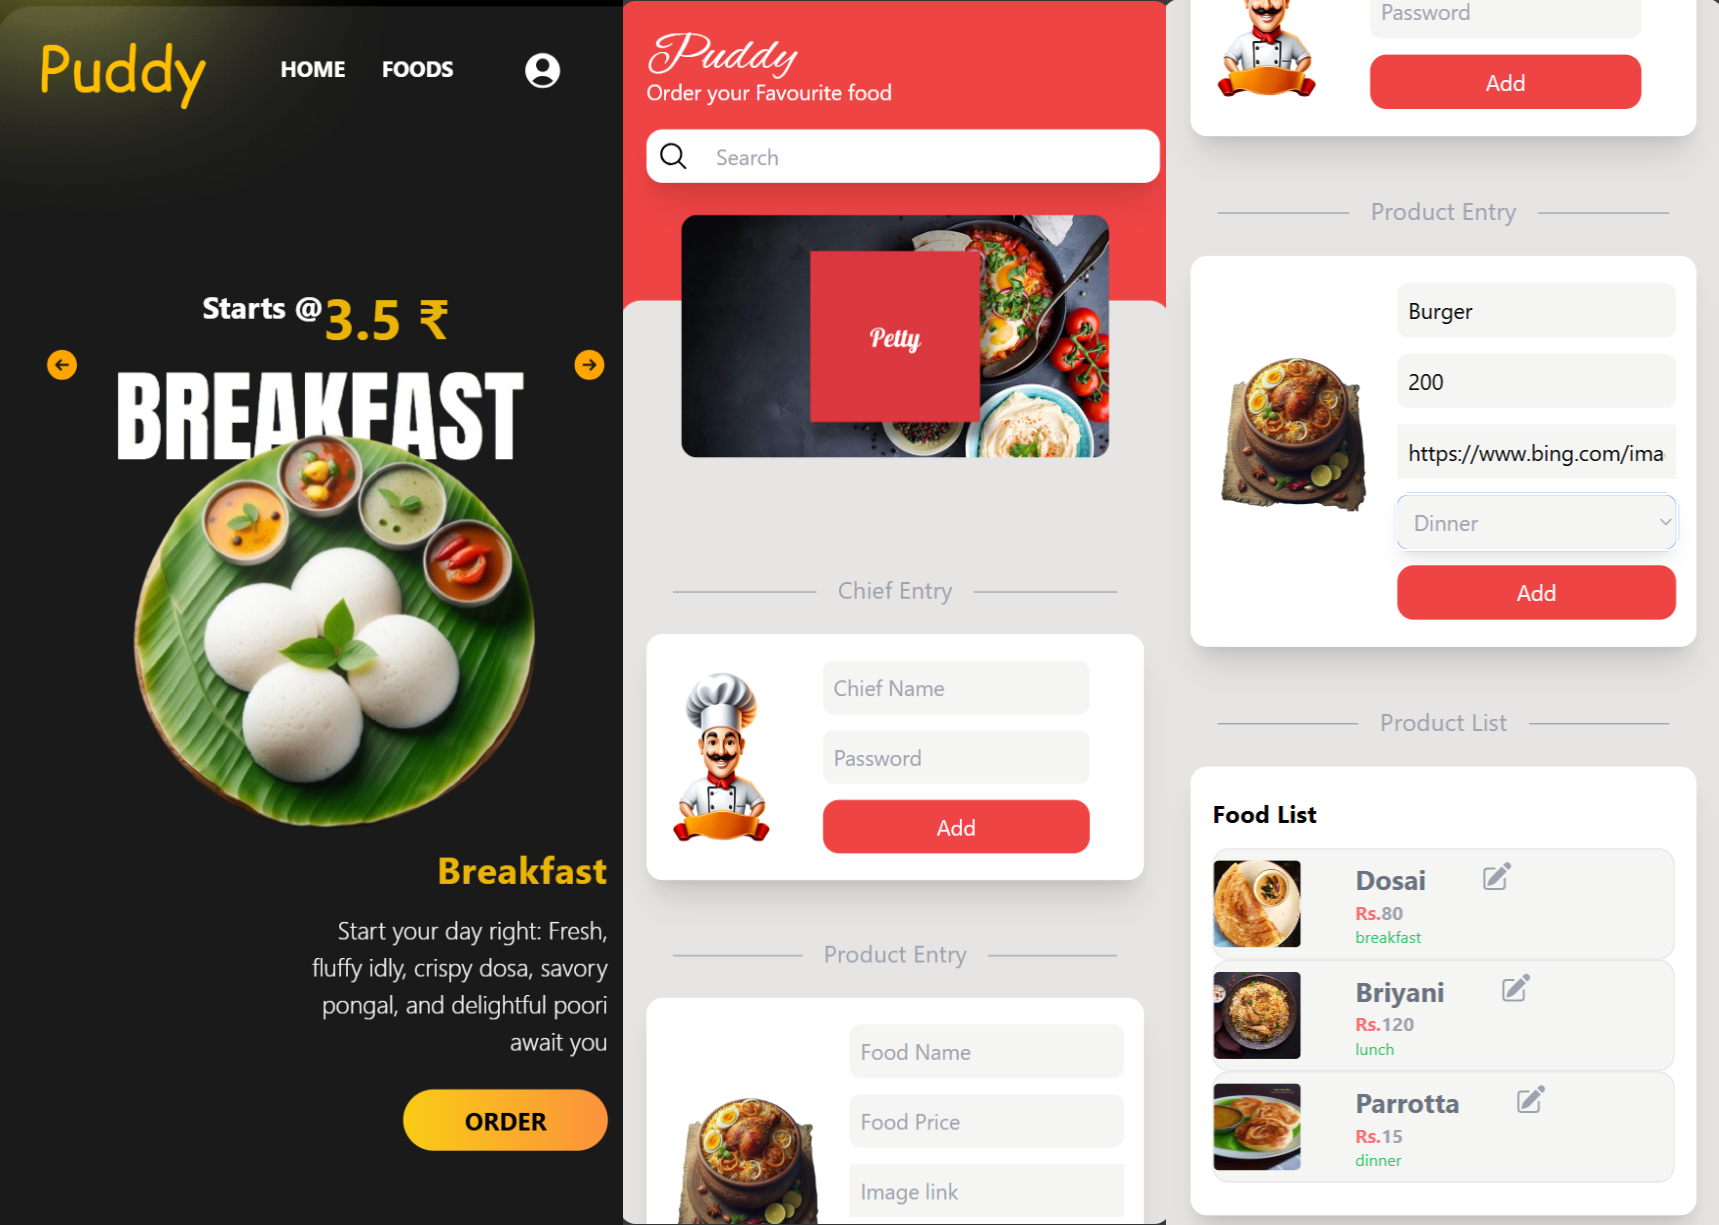 Puddy
HOME
FOODS
Starts @3.5 ₹
BREAKFAST
Breakfast
Start your day right: Fresh,
fluffy idly, crispy dosa, savory
pongal, and delightful poori
await you
ORDER
Puddy
Order your Favourite food
Search
Petty
Chief Entry
Chief Name
Password
Add
Product Entry
Food Name
Food Price
Image link
Password
Add
Product Entry
Burger
200
https://www.bing.com/ima
Dinner
Add
Product List
Food List
Dosai
Rs.80
breakfast
Briyani
Rs.120
lunch
Parrotta
Rs.15
dinner